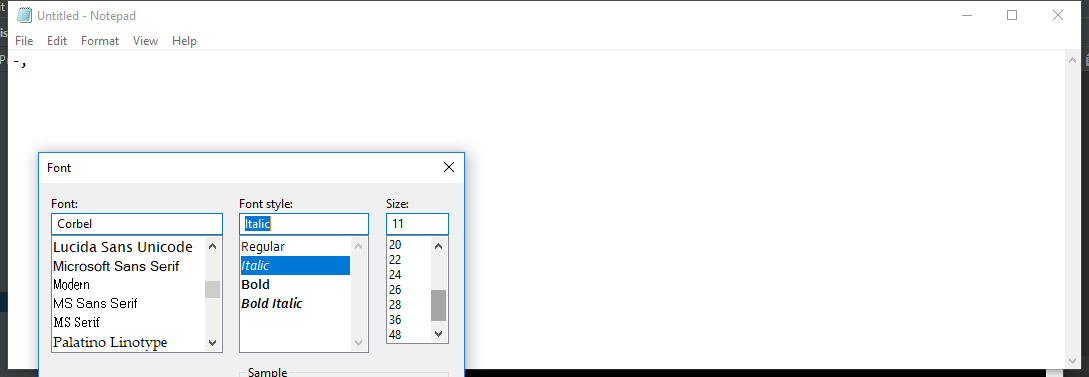 Untitled - Notepad
File Edit Format View Help
-,
Font
Font: Font style: Size:
Corbel Italic 11
Lucida Sans Unicode Regular 20
Microsoft Sans Serif Italic 22
Modern Bold 24
MS Sans Serif Bold Italic 26
MS Serif 28
Palatino Linotype 36
48
Sample